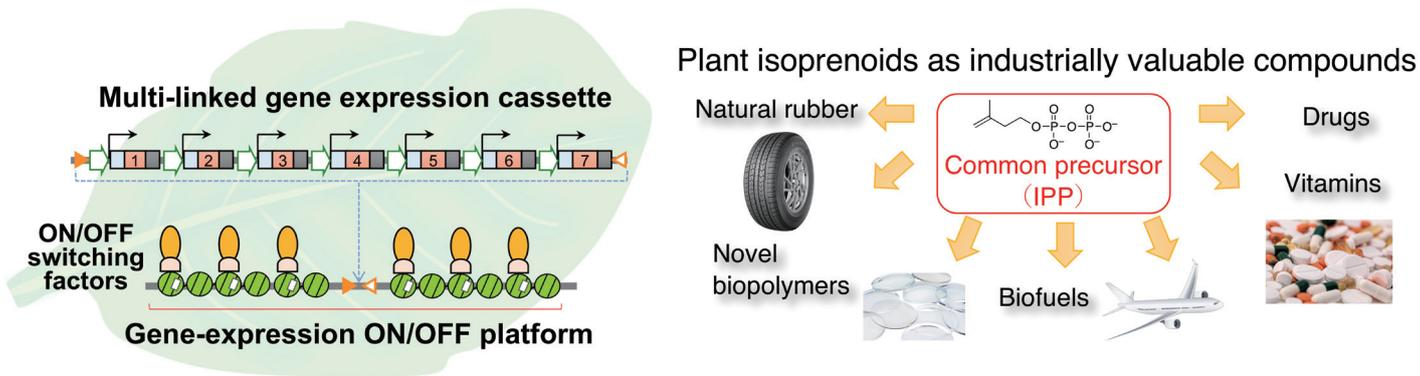 Multi-linked gene expression cassette
1 2 3 4 5 6 7
ON/OFF
switching
factors
Gene-expression ON/OFF platform
Plant isoprenoids as industrially valuable compounds
Natural rubber
O P O P O⁻
O O
O⁻ O⁻
Common precursor
(IPP)
Drugs
Vitamins
Novel
biopolymers
Biofuels